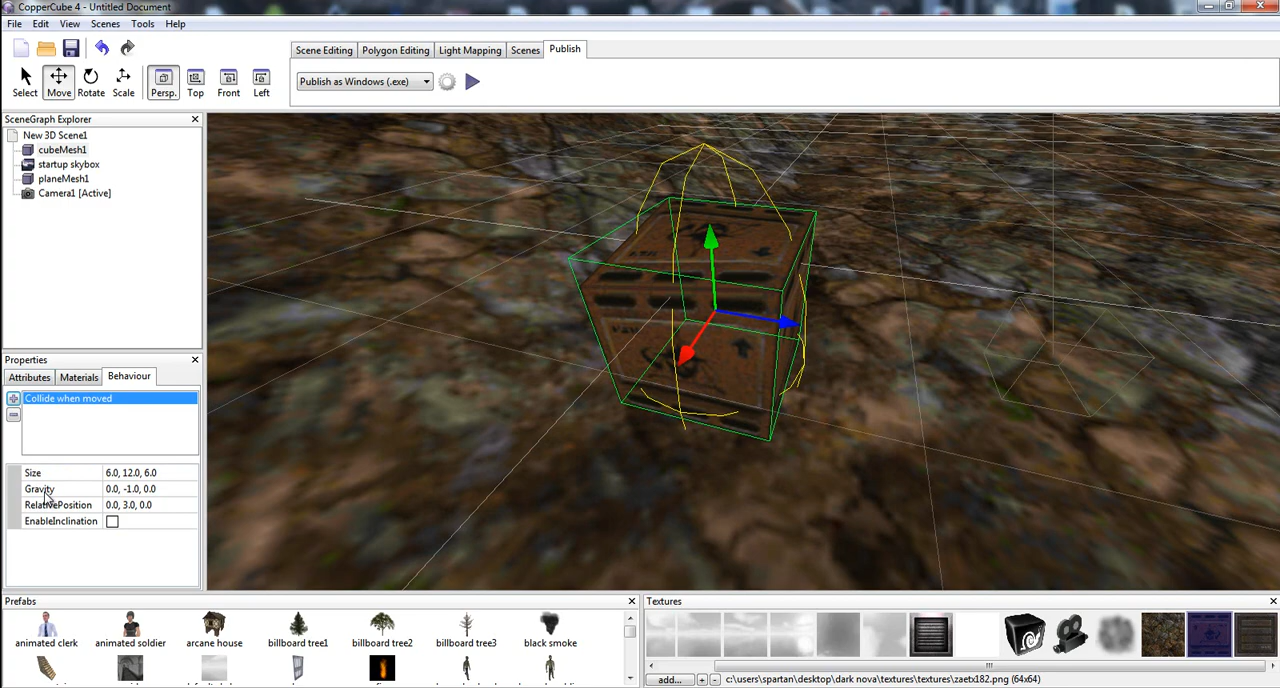 CopperCube 4 - Untitled Document
File Edit View Scenes Tools Help
Scene Editing Polygon Editing Light Mapping Scenes Publish
Select Move Rotate Scale Persp. Top Front Left
Publish as Windows (.exe)
SceneGraph Explorer
New 3D Scene1
cubeMesh1
startup skybox
planeMesh1
Camera1 [Active]
Properties
Attributes Materials Behaviour
Collide when moved
Size 6.0, 12.0, 6.0
Gravity 0.0, -1.0, 0.0
RelativePosition 0.0, 3.0, 0.0
EnableInclination
Prefabs
animated clerk animated soldier arcane house billboard tree1 billboard tree2 billboard black smoke
Textures
add... + -
c:\users\spartan\desktop\dark nova\textures\textures\zaetx182.png (64x64)